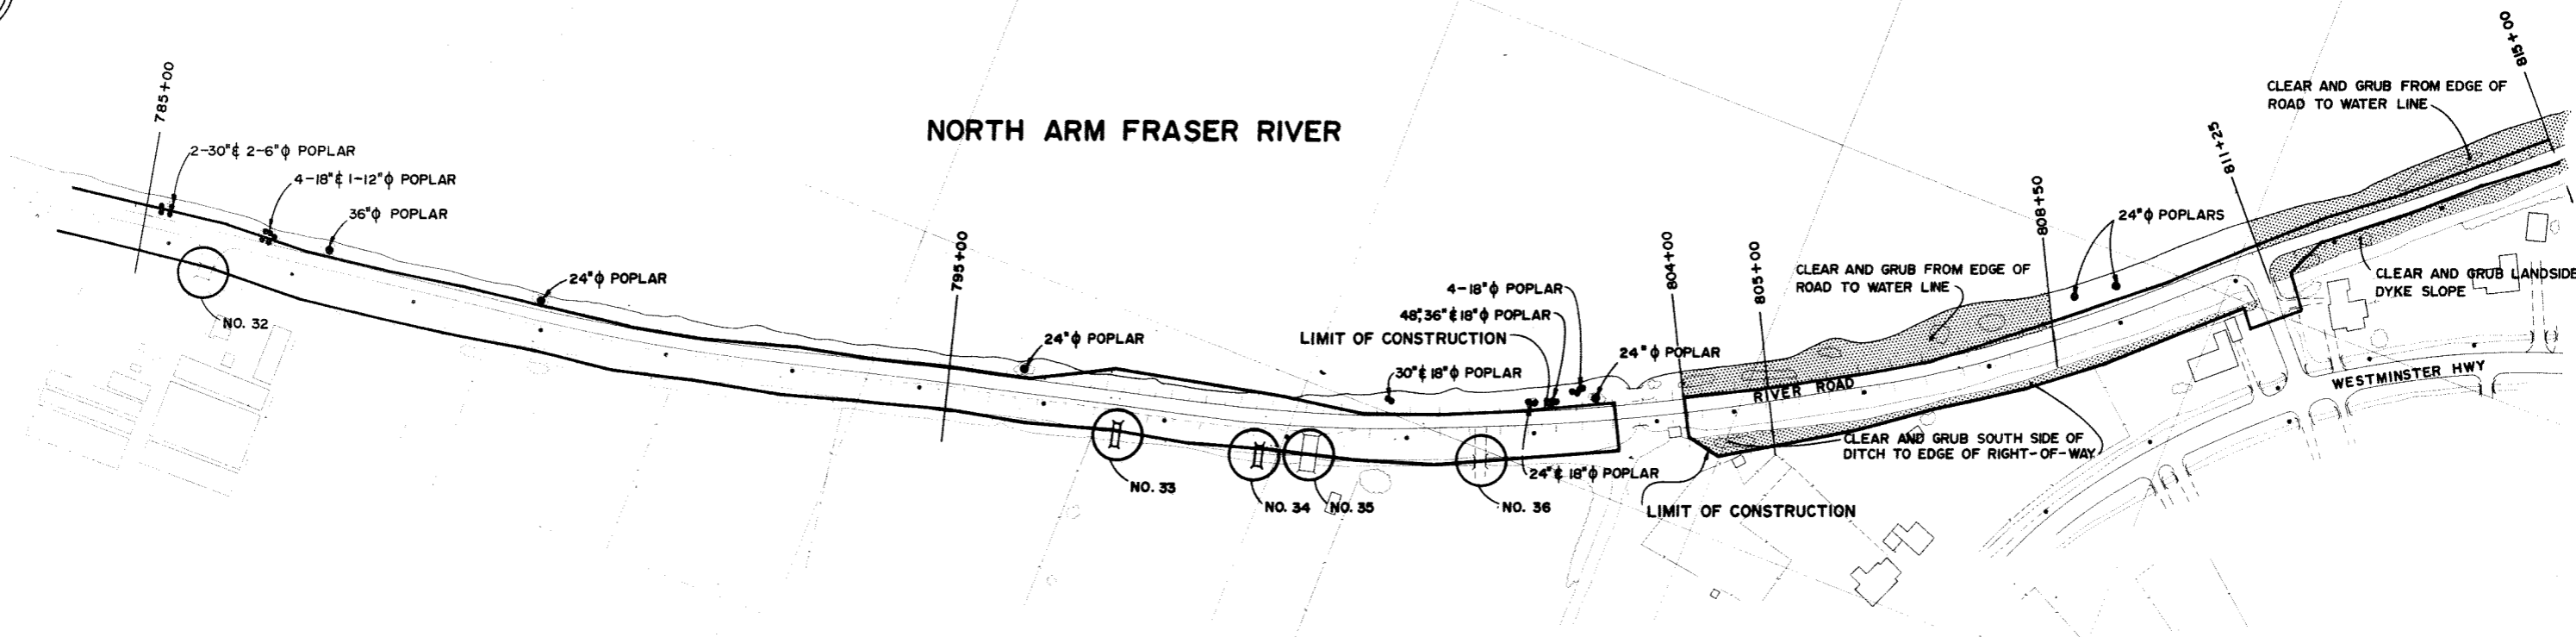 NORTH ARM FRASER RIVER
785+00
2-30"¢ 2-6"ϕ POPLAR
4-18"¢ 1-12"ϕ POPLAR
36"ϕ POPLAR
NO. 32
24"ϕ POPLAR
795+00
24"ϕ POPLAR
NO. 33
NO. 34
NO. 35
NO. 36
4-18"ϕ POPLAR
48", 36"¢ 18"ϕ POPLAR
LIMIT OF CONSTRUCTION
30"¢ 18"ϕ POPLAR
24"ϕ POPLAR
24"¢ 18"ϕ POPLAR
804+00
805+00
LIMIT OF CONSTRUCTION
RIVER ROAD
CLEAR AND GRUB FROM EDGE OF
ROAD TO WATER LINE
CLEAR AND GRUB SOUTH SIDE OF
DITCH TO EDGE OF RIGHT-OF-WAY
808+50
24"ϕ POPLARS
811+25
CLEAR AND GRUB FROM EDGE OF
ROAD TO WATER LINE
815+00
CLEAR AND GRUB LANDSIDE
DYKE SLOPE
WESTMINSTER HWY